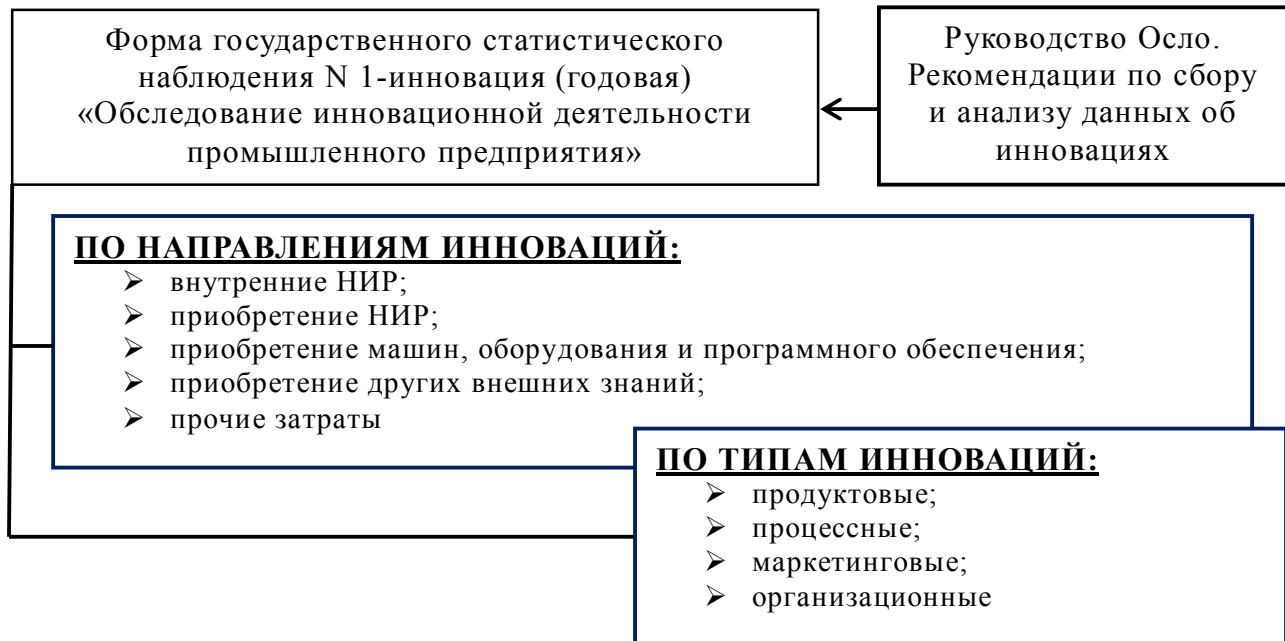 Форма государственного статистического
наблюдения N 1-инновация (годовая)
«Обследование инновационной деятельности
промышленного предприятия»
Руководство Осло.
Рекомендации по сбору
и анализу данных об
инновациях
ПО НАПРАВЛЕНИЯМ ИННОВАЦИЙ:
➢ внутренние НИР;
➢ приобретение НИР;
➢ приобретение машин, оборудования и программного обеспечения;
➢ приобретение других внешних знаний;
➢ прочие затраты
ПО ТИПАМ ИННОВАЦИЙ:
➢ продуктовые;
➢ процессные;
➢ маркетинговые;
➢ организационные